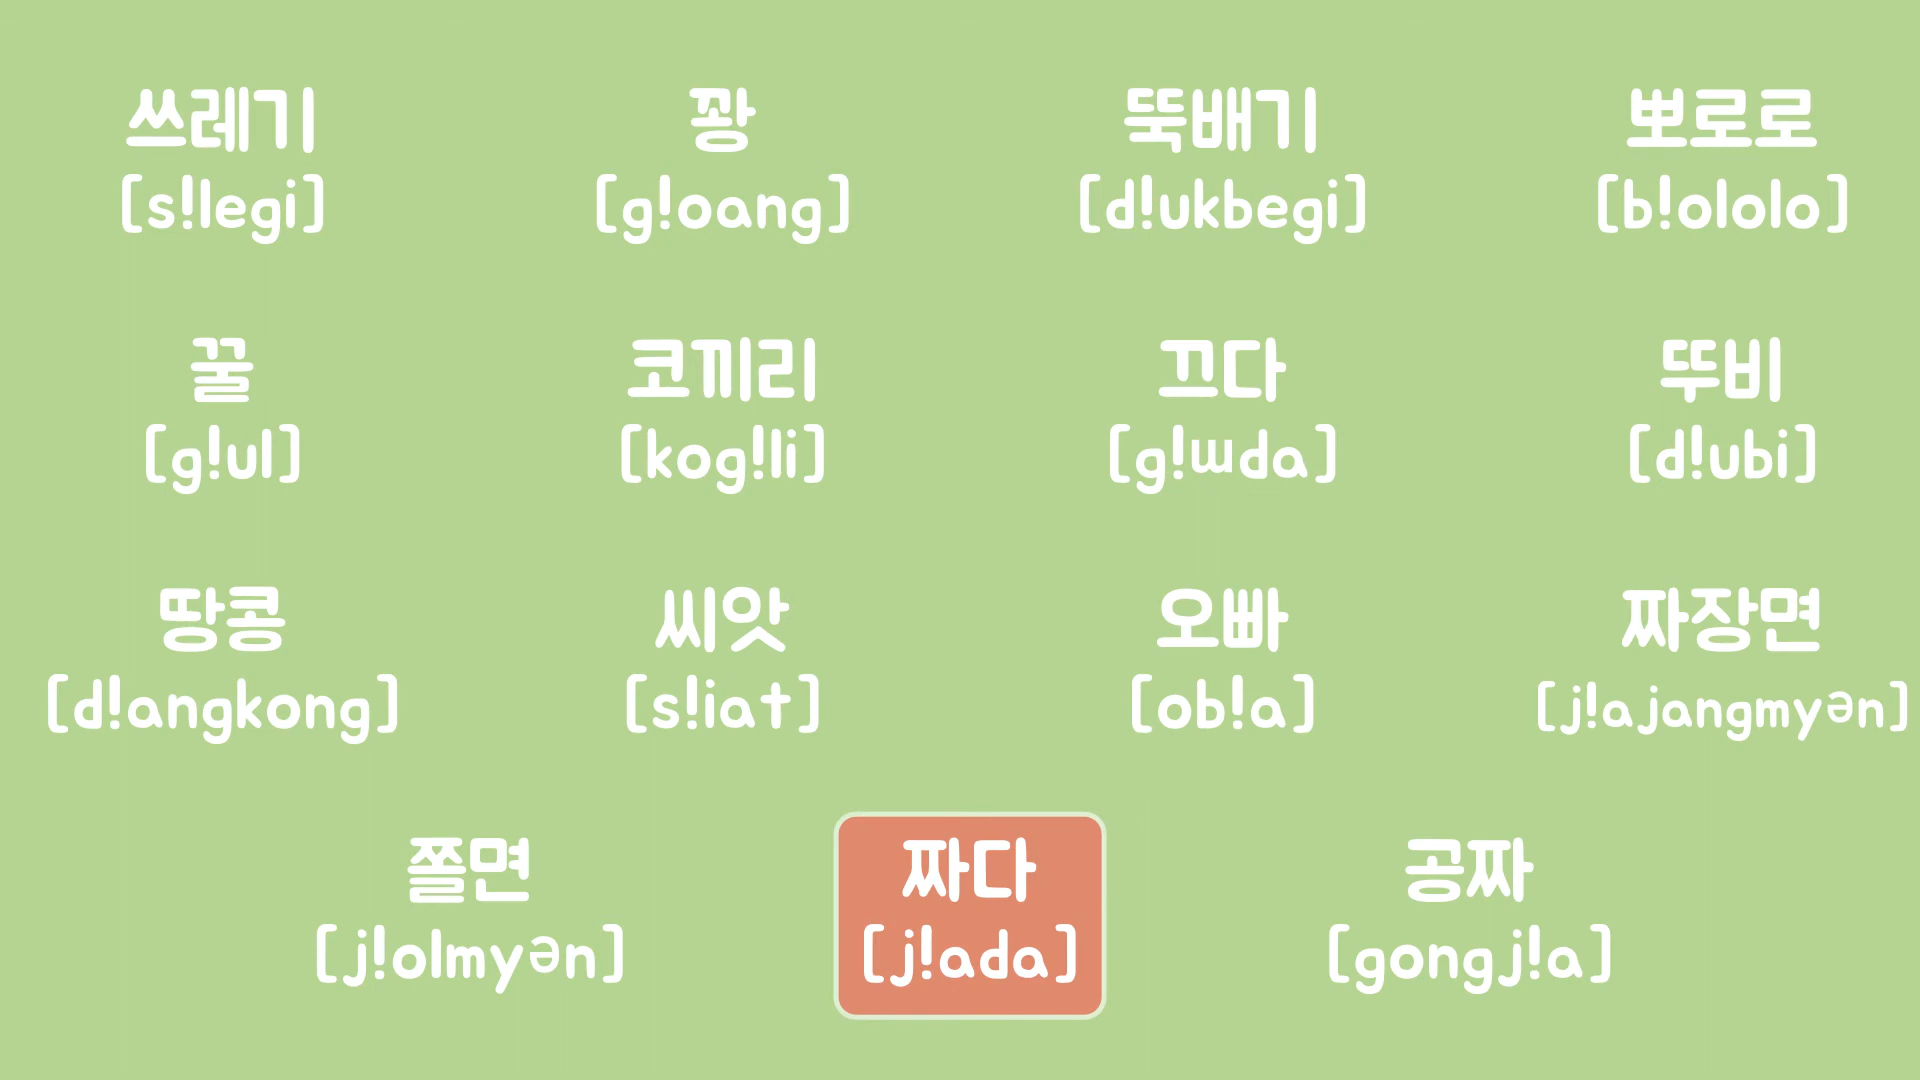 쓰레기 꽝 뚝배기 뽀로로
[s!legi] [g!oang] [d!ukbegi] [b!ololo]
꿀 코끼리 끄다 뚜비
[g!ul] [kog!li] [g!ɯda] [d!ubi]
땅콩 씨앗 오빠 짜장면
[d!angkong] [s!iat] [ob!a] [j!ajangmyən]
쫄면 짜다 공짜
[j!olmyən] [j!ada] [gongj!a]